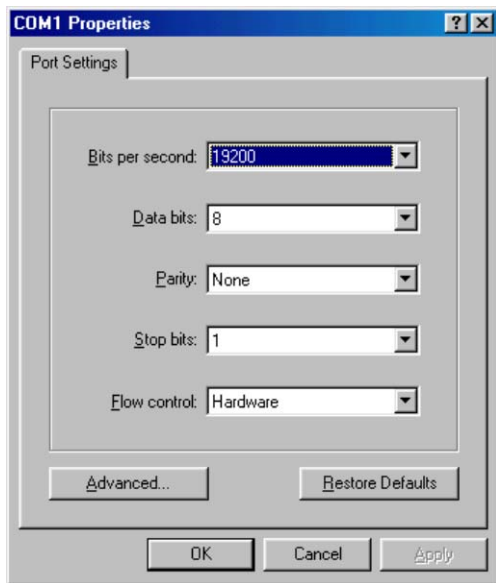 COM1 Properties
Port Settings
Bits per second: 19200
Data bits: 8
Parity: None
Stop bits: 1
Flow control: Hardware
Advanced... Restore Defaults
OK Cancel Apply